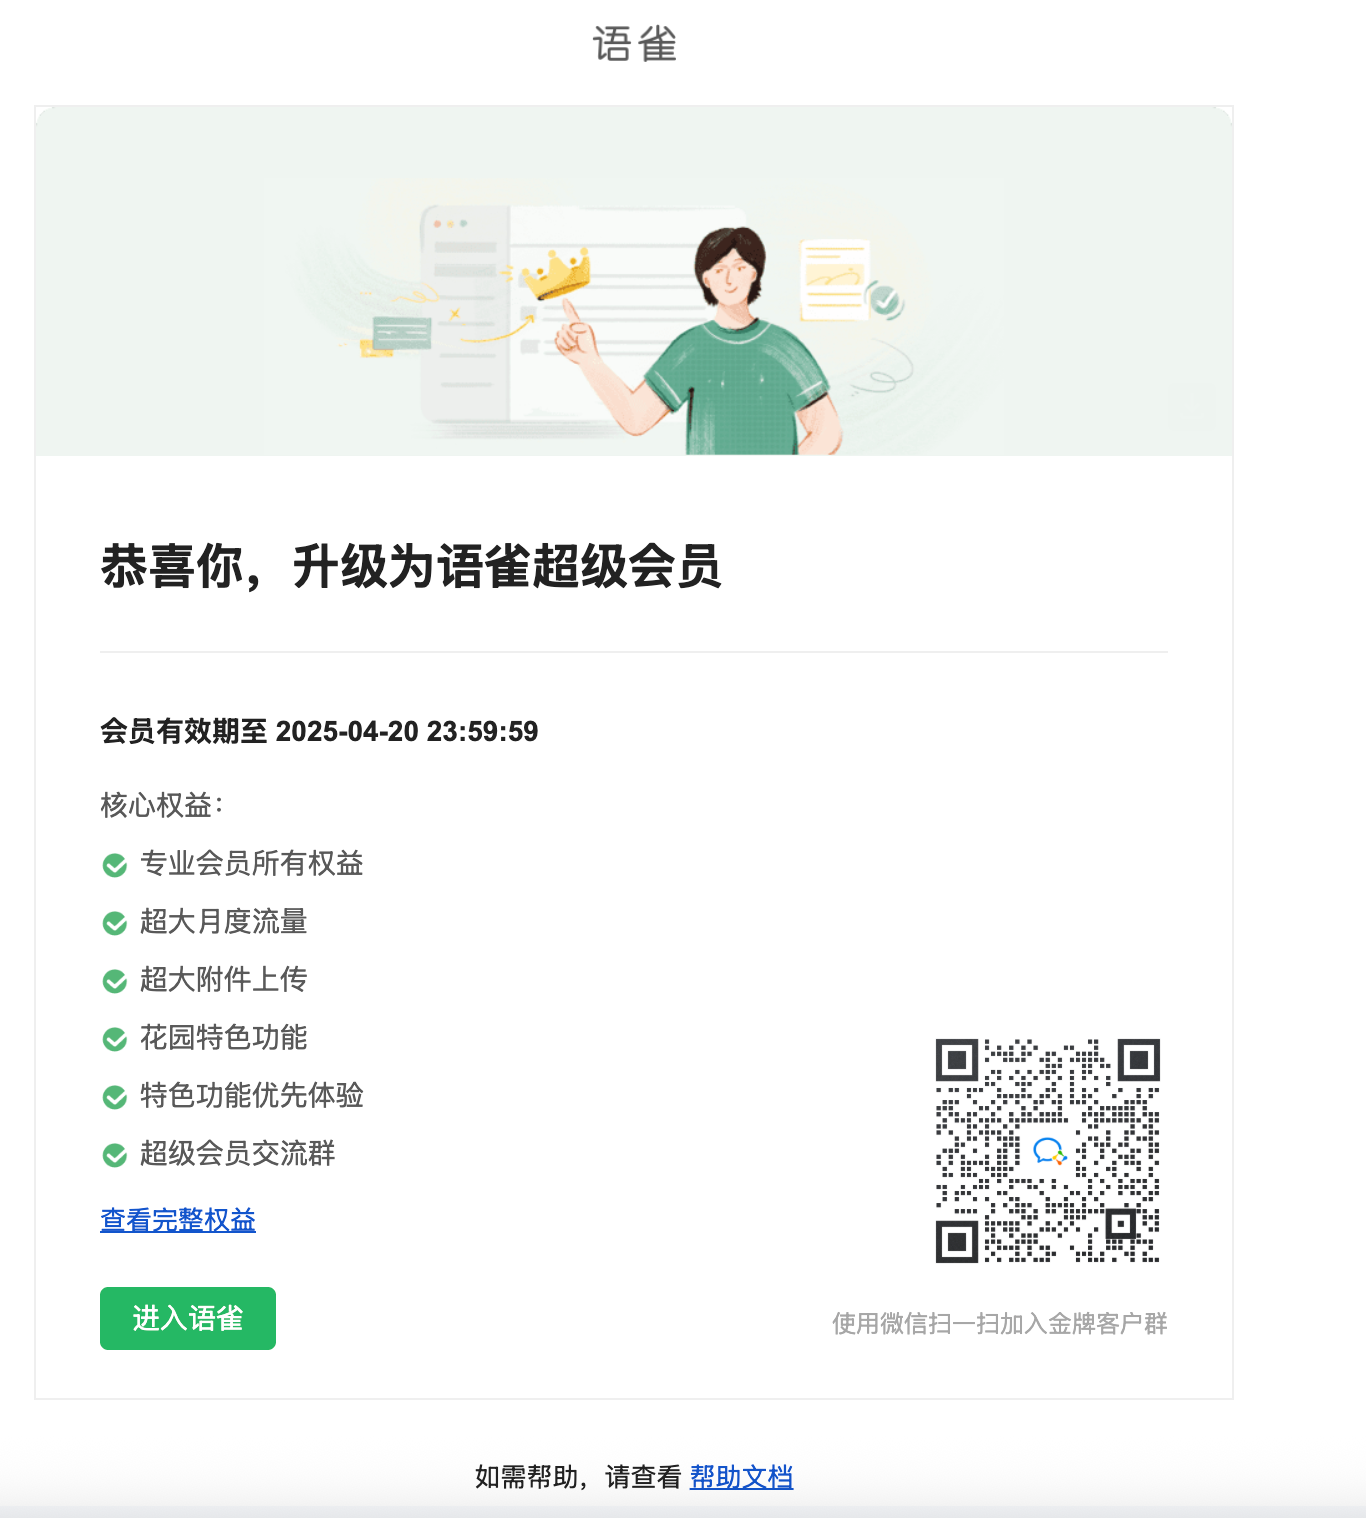 语雀
恭喜你，升级为语雀超级会员
会员有效期至 2025-04-20 23:59:59
核心权益：
专业会员所有权益
超大月度流量
超大附件上传
花园特色功能
特色功能优先体验
超级会员交流群
查看完整权益
进入语雀
使用微信扫一扫加入金牌客户群
如需帮助，请查看 帮助文档